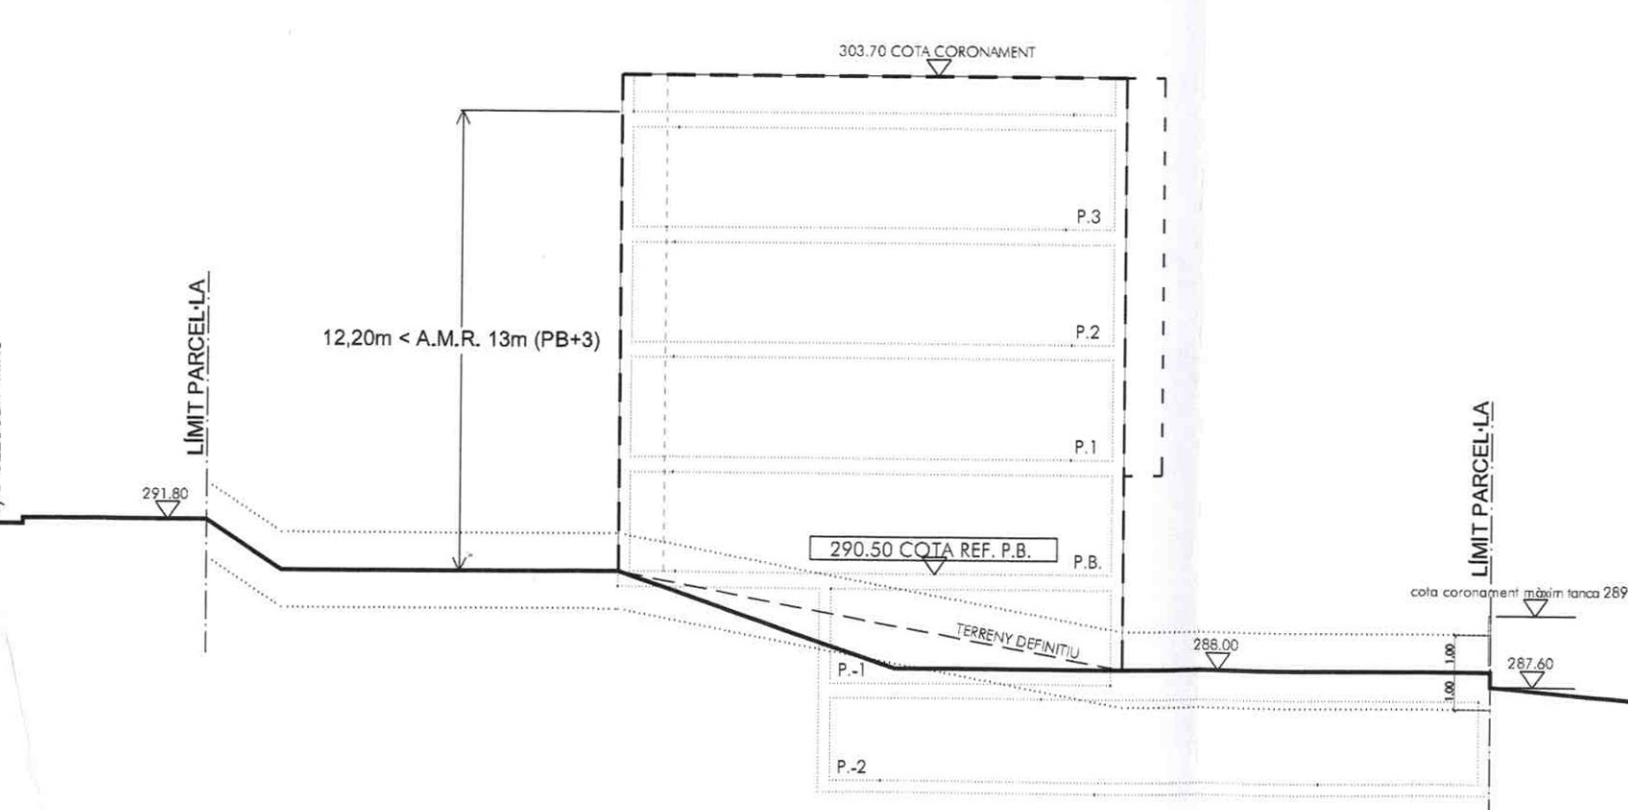 303.70 COTA CORONAMENT
P.3
12,20m < A.M.R. 13m (PB+3)
P.2
LÍMIT PARCEL·LA
P.1
291.80
290.50 COTA REF. P.B.
P.B.
LÍMIT PARCEL·LA
cota coronament màxim tanca 289
TERRENY DEFINITIU
288.00
1.00
287.60
P.-1
1.00
P.-2